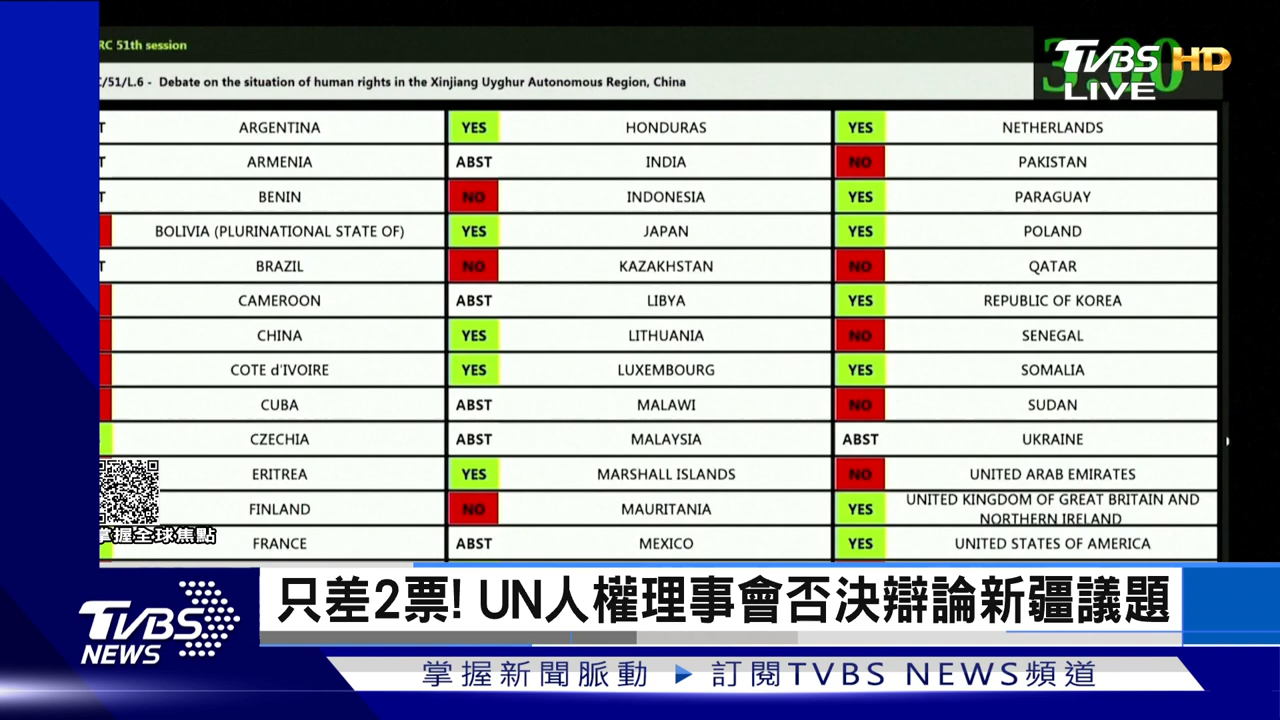 RC 51th session
C/51/L.6 - Debate on the situation of human rights in the Xinjiang Uyghur Autonomous Region, China
TVBS HD
LIVE
T ARGENTINA YES HONDURAS YES NETHERLANDS
T ARMENIA ABST INDIA NO PAKISTAN
T BENIN NO INDONESIA YES PARAGUAY
BOLIVIA (PLURINATIONAL STATE OF) YES JAPAN YES POLAND
T BRAZIL NO KAZAKHSTAN NO QATAR
CAMEROON ABST LIBYA YES REPUBLIC OF KOREA
CHINA YES LITHUANIA NO SENEGAL
COTE d'IVOIRE YES LUXEMBOURG YES SOMALIA
CUBA ABST MALAWI NO SUDAN
CZECHIA ABST MALAYSIA ABST UKRAINE
ERITREA YES MARSHALL ISLANDS NO UNITED ARAB EMIRATES
FINLAND NO MAURITANIA YES UNITED KINGDOM OF GREAT BRITAIN AND
NORTHERN IRELAND
FRANCE ABST MEXICO YES UNITED STATES OF AMERICA
掌握全球焦點
只差2票! UN人權理事會否決辯論新疆議題
TVBS
NEWS
掌握新聞脈動 ▶ 訂閱TVBS NEWS頻道